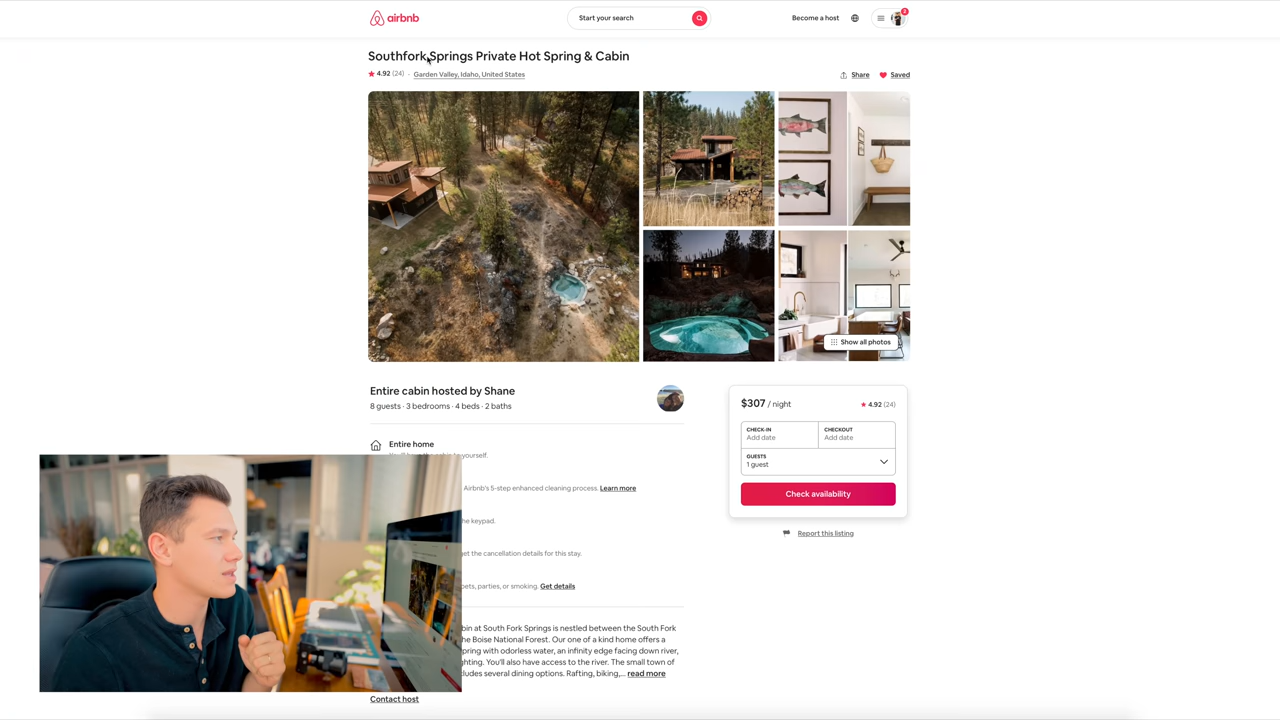 airbnb
Start your search
Become a host
2
Southfork Springs Private Hot Spring & Cabin
4.92 (24) · Garden Valley, Idaho, United States
Share
Saved
Show all photos
Entire cabin hosted by Shane
8 guests · 3 bedrooms · 4 beds · 2 baths
$307 / night
4.92 (24)
CHECK-IN
Add date
CHECKOUT
Add date
GUESTS
1 guest
Check availability
Report this listing
Entire home
yourself.
Airbnb's 5-step enhanced cleaning process. Learn more
he keypad.
get the cancellation details for this stay.
pets, parties, or smoking. Get details
bin at South Fork Springs is nestled between the South Fork
he Boise National Forest. Our one of a kind home offers a
pring with odorless water, an infinity edge facing down river,
ghting. You'll also have access to the river. The small town of
cludes several dining options. Rafting, biking,... read more
Contact host